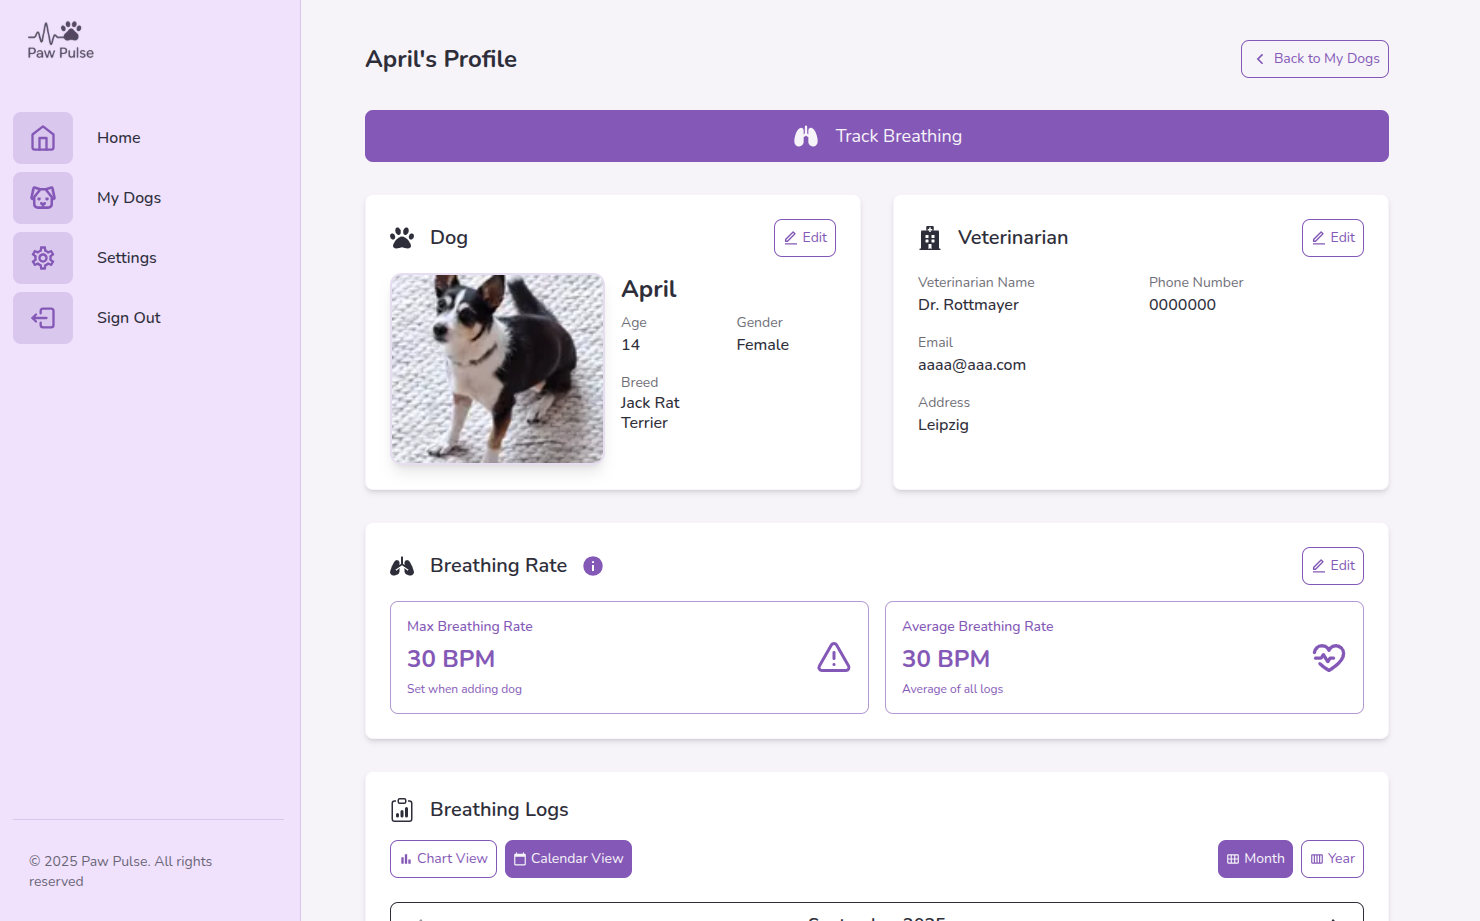 Paw Pulse
Home
My Dogs
Settings
Sign Out
© 2025 Paw Pulse. All rights
reserved
April's Profile
Back to My Dogs
Track Breathing
Dog
Edit
April
Age
Gender
14
Female
Breed
Jack Rat
Terrier
Veterinarian
Edit
Veterinarian Name
Phone Number
Dr. Rottmayer
0000000
Email
aaaa@aaa.com
Address
Leipzig
Breathing Rate
Edit
Max Breathing Rate
30 BPM
Set when adding dog
Average Breathing Rate
30 BPM
Average of all logs
Breathing Logs
Chart View
Calendar View
Month
Year
September 2025